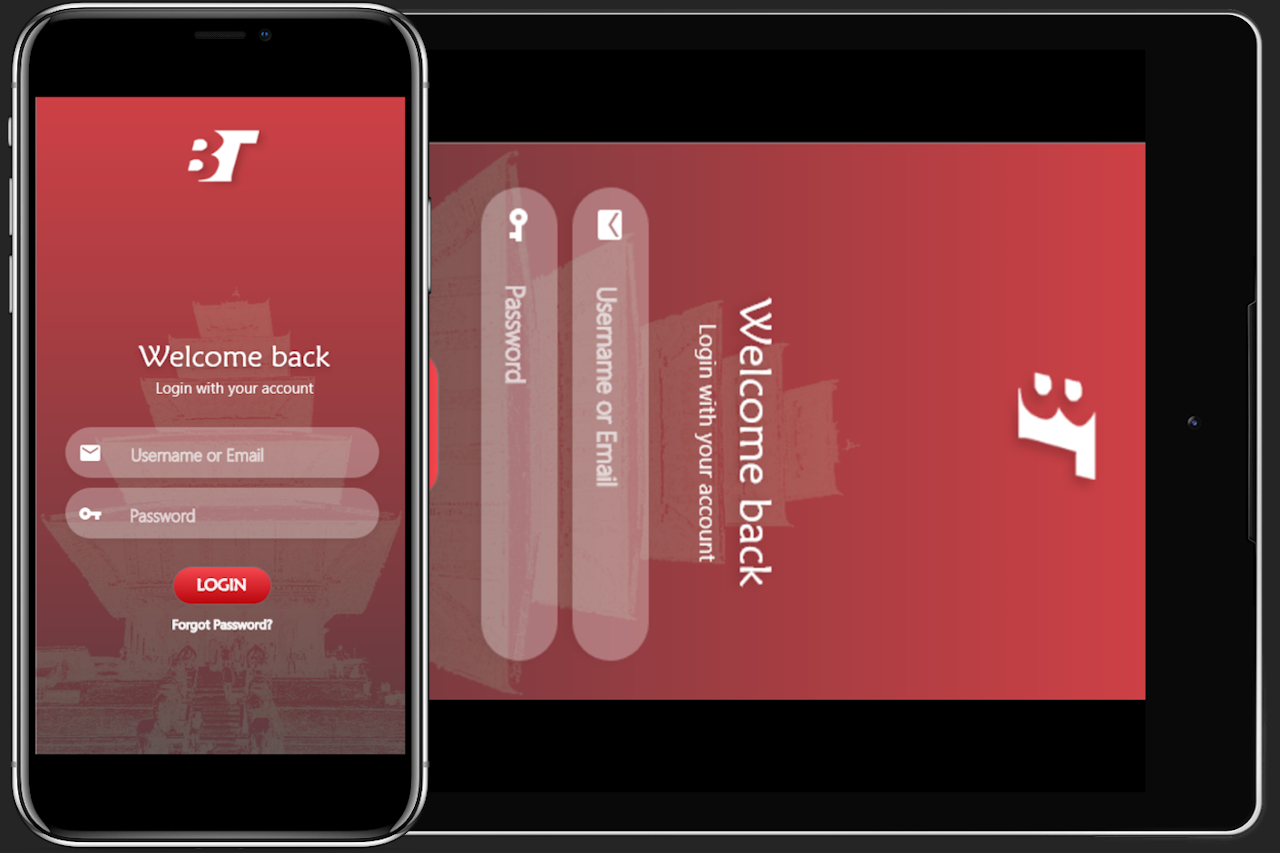 BT
Welcome back
Login with your account
Username or Email
Password
LOGIN
Forgot Password?
BT
Welcome back
Login with your account
Username or Email
Password